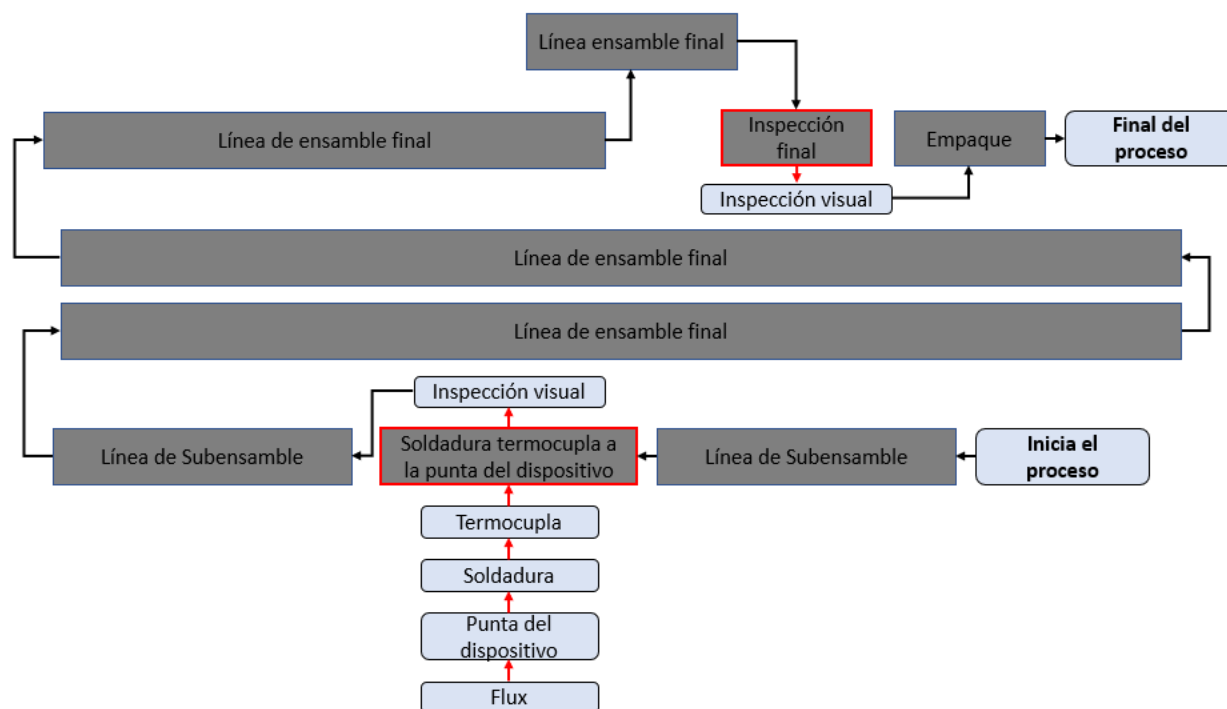 Línea ensamble final
Línea de ensamble final
Inspección
final
Empaque
Final del
proceso
Inspección visual
Línea de ensamble final
Línea de ensamble final
Inspección visual
Línea de Subensamble
Soldadura termocupla a
la punta del dispositivo
Línea de Subensamble
Inicia el
proceso
Termocupla
Soldadura
Punta del
dispositivo
Flux